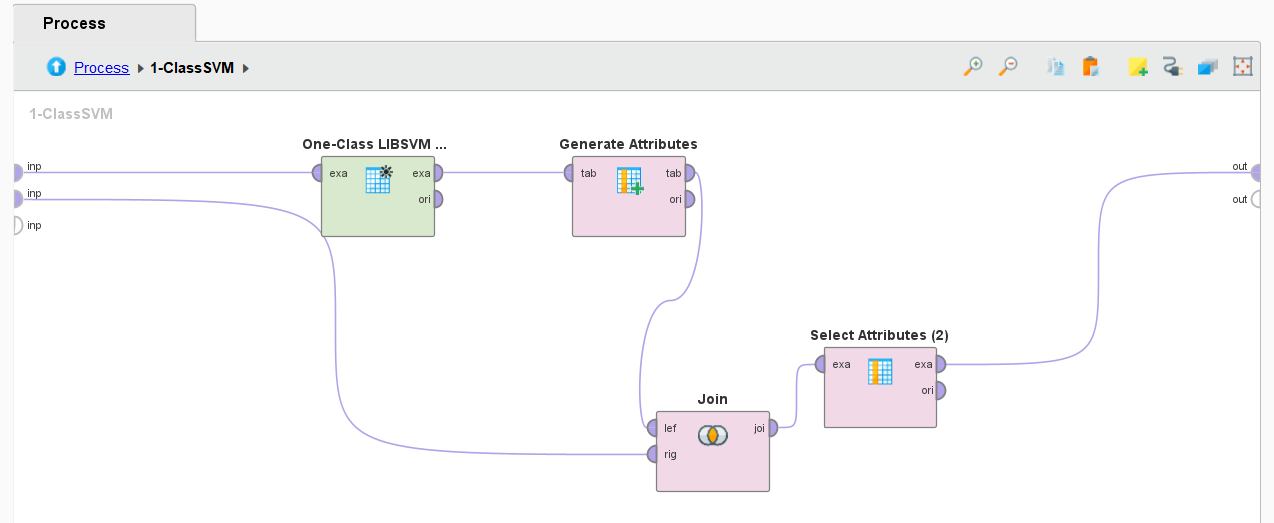 Process
Process 1-ClassSVM
1-ClassSVM
One-Class LIBSVM ...
Generate Attributes
inp
exa
exa
tab
tab
out
inp
ori
ori
out
inp
Select Attributes (2)
exa
exa
ori
Join
lef
joi
rig